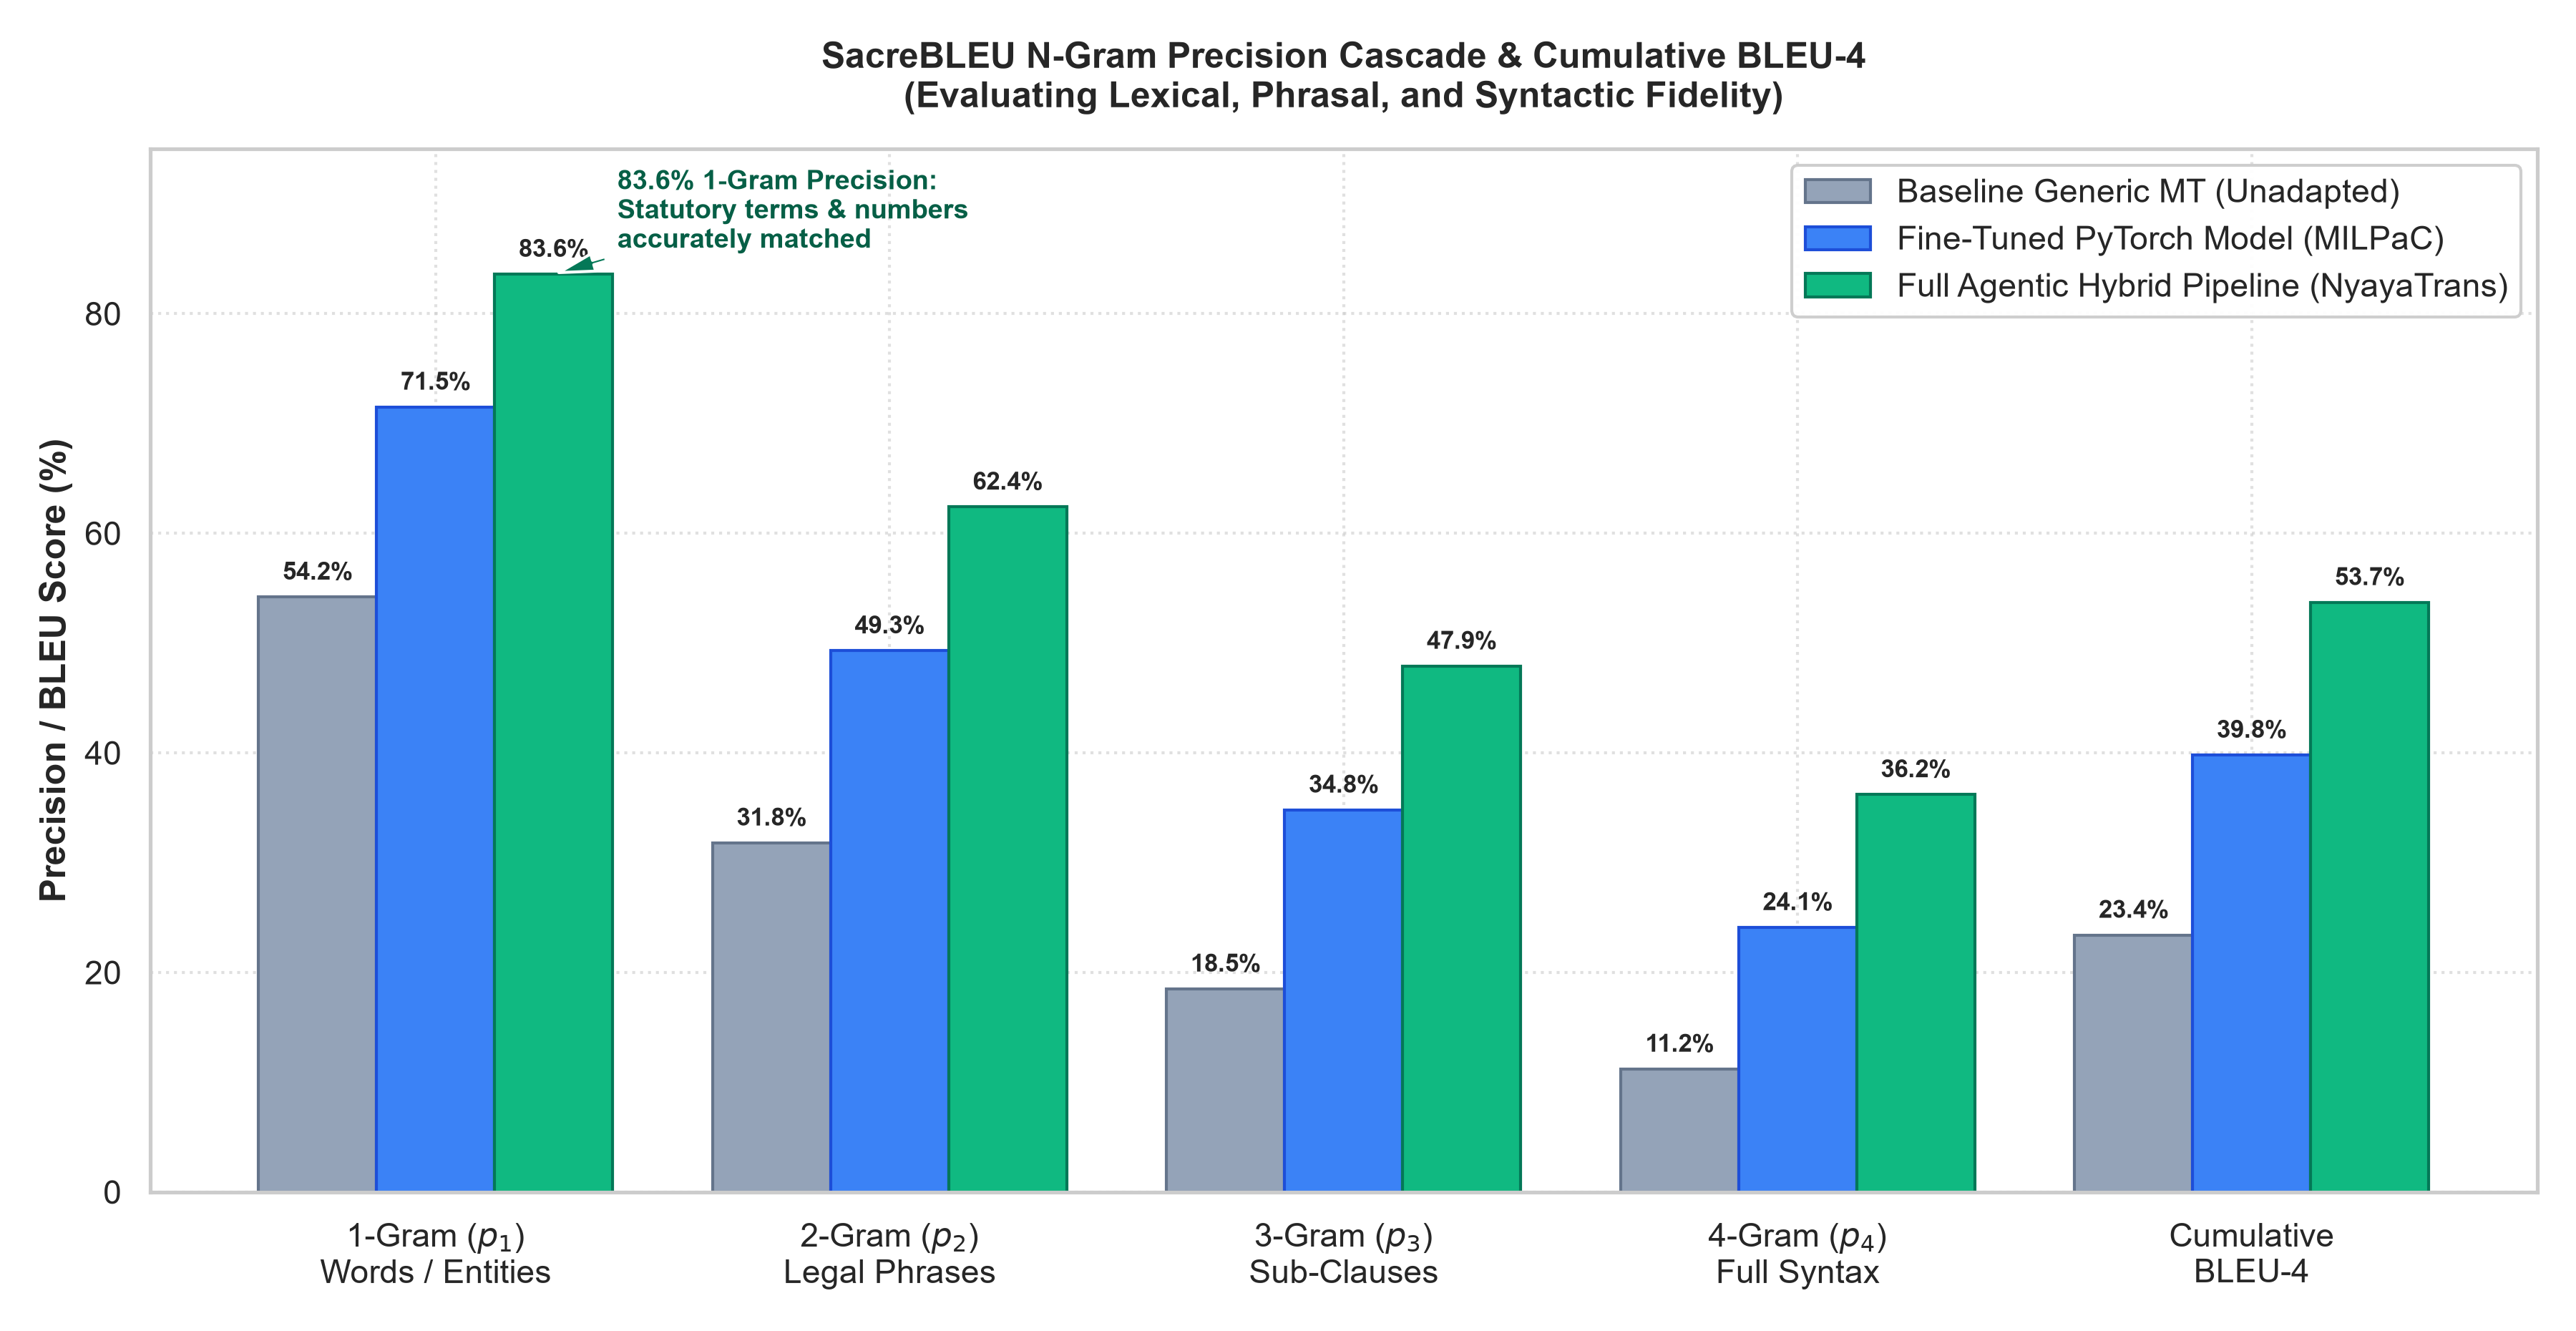 SacreBLEU N-Gram Precision Cascade & Cumulative BLEU-4
(Evaluating Lexical, Phrasal, and Syntactic Fidelity)
83.6% 1-Gram Precision:
Statutory terms & numbers
accurately matched
Baseline Generic MT (Unadapted)
Fine-Tuned PyTorch Model (MILPaC)
Full Agentic Hybrid Pipeline (NyayaTrans)
Precision / BLEU Score (%)
80
60
40
20
0
54.2%
71.5%
83.6%
31.8%
49.3%
62.4%
18.5%
34.8%
47.9%
11.2%
24.1%
36.2%
23.4%
39.8%
53.7%
1-Gram (p₁)
Words / Entities
2-Gram (p₂)
Legal Phrases
3-Gram (p₃)
Sub-Clauses
4-Gram (p₄)
Full Syntax
Cumulative
BLEU-4